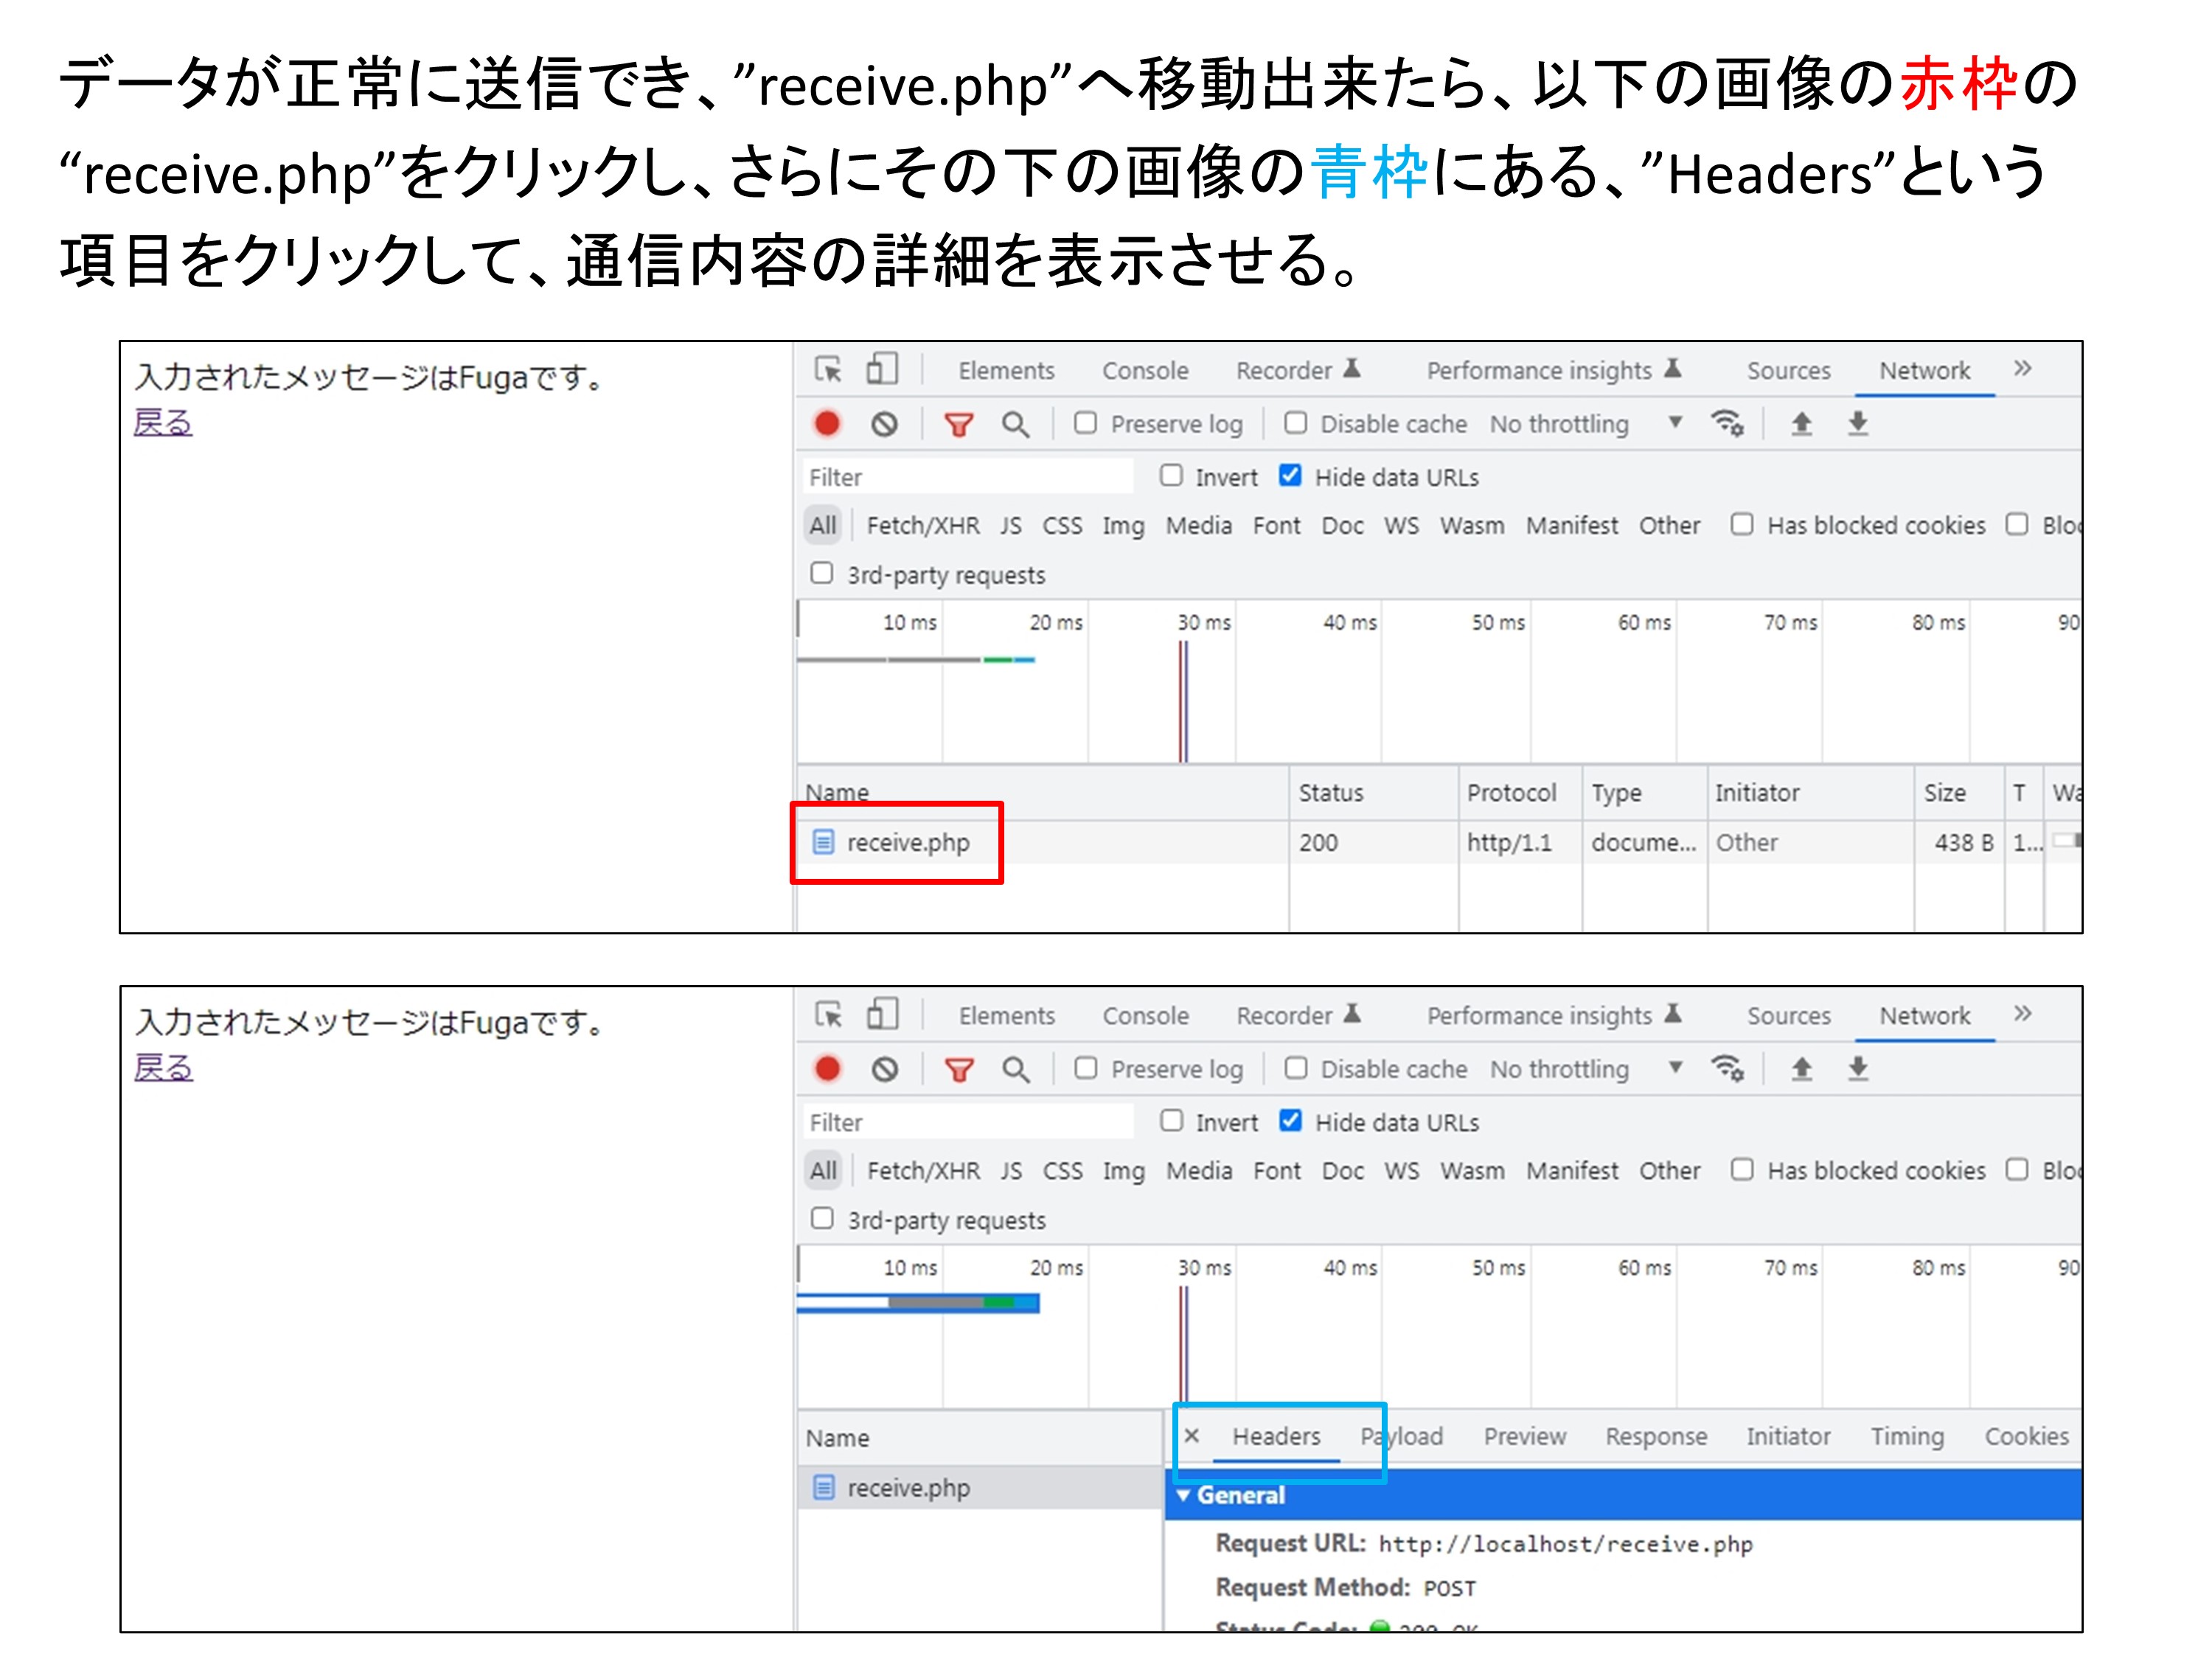 データが正常に送信でき、”receive.php”へ移動出来たら、以下の画像の赤枠の
“receive.php”をクリックし、さらにその下の画像の青枠にある、”Headers”という
項目をクリックして、通信内容の詳細を表示させる。
入力されたメッセージはFugaです。
戻る
Elements Console Recorder Performance insights Sources Network
Preserve log Disable cache No throttling
Filter Invert Hide data URLs
All Fetch/XHR JS CSS Img Media Font Doc WS Wasm Manifest Other Has blocked cookies
3rd-party requests
10 ms 20 ms 30 ms 40 ms 50 ms 60 ms 70 ms 80 ms 90
Name Status Protocol Type Initiator Size T
receive.php 200 http/1.1 docume... Other 438 B 1...
入力されたメッセージはFugaです。
戻る
Elements Console Recorder Performance insights Sources Network
Preserve log Disable cache No throttling
Filter Invert Hide data URLs
All Fetch/XHR JS CSS Img Media Font Doc WS Wasm Manifest Other Has blocked cookies
3rd-party requests
10 ms 20 ms 30 ms 40 ms 50 ms 60 ms 70 ms 80 ms 90
Name × Headers Payload Preview Response Initiator Timing Cookies
receive.php
General
Request URL: http://localhost/receive.php
Request Method: POST
Status Code: 200 OK